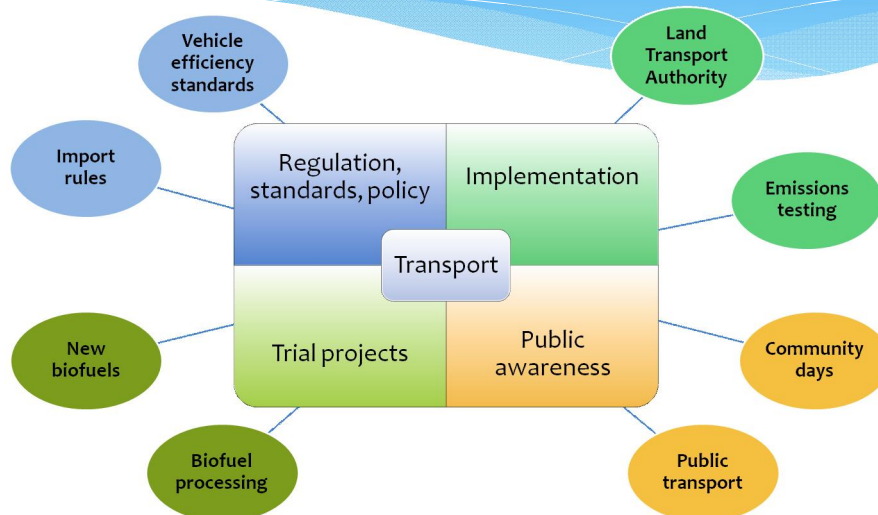 Vehicle
efficiency
standards
Land
Transport
Authority
Import
rules
Regulation,
standards, policy
Implementation
Emissions
testing
Transport
New
biofuels
Trial projects
Public
awareness
Community
days
Biofuel
processing
Public
transport